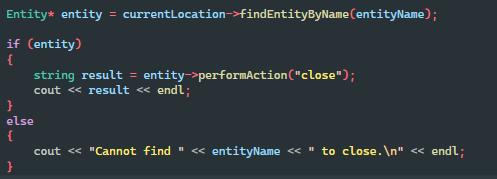 Entity* entity = currentLocation->findEntityByName(entityName);
if (entity)
{
string result = entity->performAction("close");
cout << result << endl;
}
else
{
cout << "Cannot find " << entityName << " to close.\n" << endl;
}